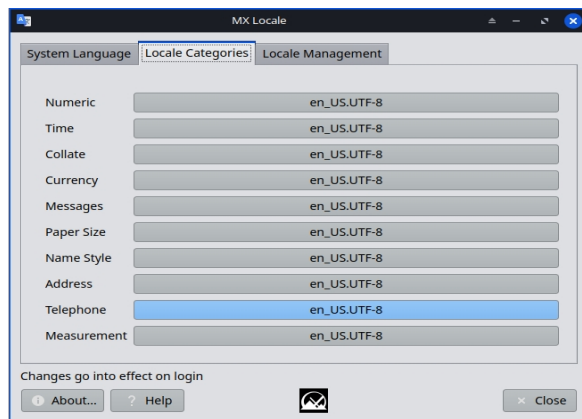 MX Locale
System Language Locale Categories Locale Management
Numeric en_US.UTF-8
Time en_US.UTF-8
Collate en_US.UTF-8
Currency en_US.UTF-8
Messages en_US.UTF-8
Paper Size en_US.UTF-8
Name Style en_US.UTF-8
Address en_US.UTF-8
Telephone en_US.UTF-8
Measurement en_US.UTF-8
Changes go into effect on login
About... ? Help × Close